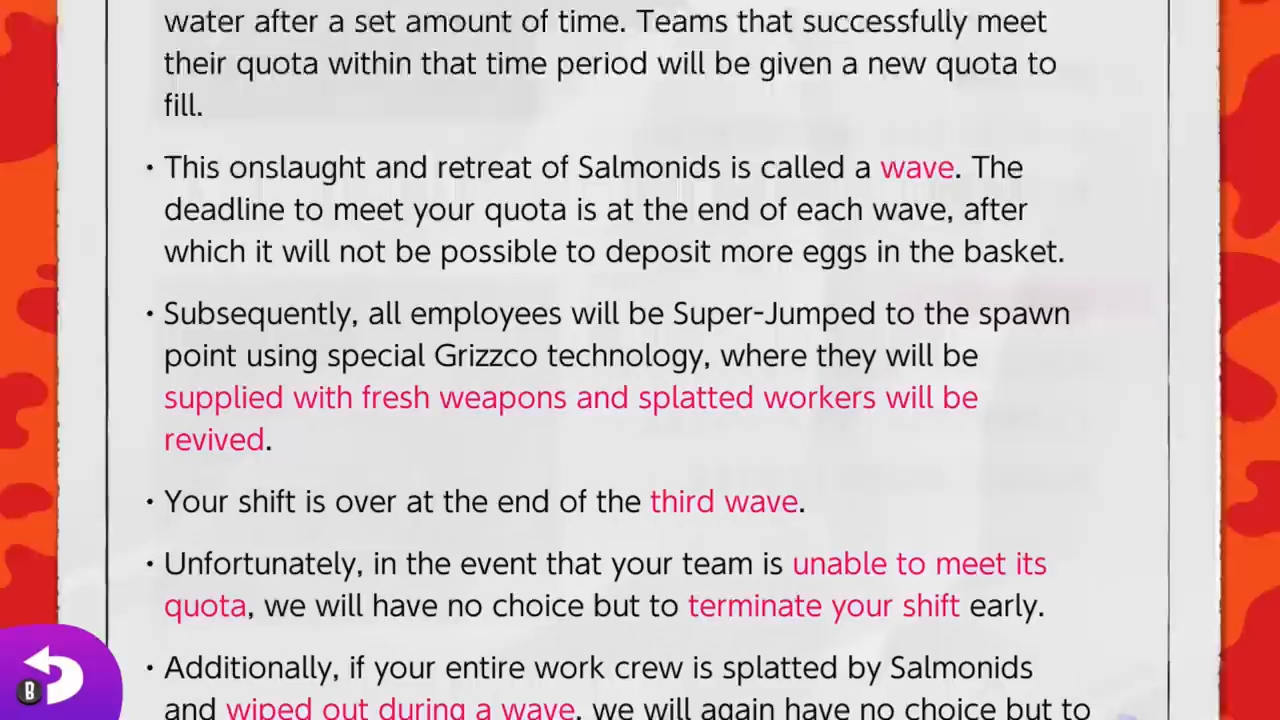 water after a set amount of time. Teams that successfully meet
their quota within that time period will be given a new quota to
fill.
• This onslaught and retreat of Salmonids is called a wave. The
deadline to meet your quota is at the end of each wave, after
which it will not be possible to deposit more eggs in the basket.
• Subsequently, all employees will be Super-Jumped to the spawn
point using special Grizzco technology, where they will be
supplied with fresh weapons and splatted workers will be
revived.
• Your shift is over at the end of the third wave.
• Unfortunately, in the event that your team is unable to meet its
quota, we will have no choice but to terminate your shift early.
• Additionally, if your entire work crew is splatted by Salmonids
and wiped out during a wave, we will again have no choice but to
B